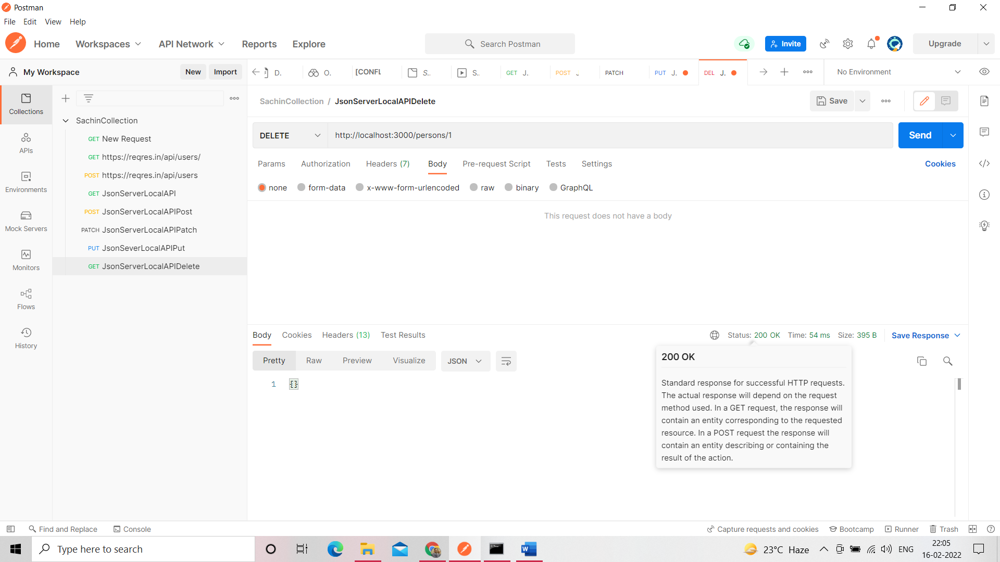 Postman
File Edit View Help
Home Workspaces API Network Reports Explore
Search Postman
Invite
Upgrade
My Workspace
New Import
D. O. [CONFL S. S. GET J. POST PATCH PUT J. DEL J.
No Environment
Collections
APIs
Environments
Mock Servers
Monitors
Flows
History
SachinCollection
GET New Request
GET https://reqres.in/api/users/
POST https://reqres.in/api/users
GET JsonServerLocalAPI
POST JsonServerLocalAPIPost
PATCH JsonServerLocalAPIPatch
PUT JsonSeverLocalAPIPut
GET JsonServerLocalAPIDelete
SachinCollection / JsonServerLocalAPIDelete
Save
DELETE http://localhost:3000/persons/1
Send
Params Authorization Headers (7) Body Pre-request Script Tests Settings
Cookies
none form-data x-www-form-urlencoded raw binary GraphQL
This request does not have a body
Body Cookies Headers (13) Test Results
Status: 200 OK Time: 54 ms Size: 395 B Save Response
Pretty Raw Preview Visualize JSON
1 {}
200 OK
Standard response for successful HTTP requests.
The actual response will depend on the request
method used. In a GET request, the response will
contain an entity corresponding to the requested
resource. In a POST request the response will
contain an entity describing or containing the
result of the action.
Find and Replace Console
Capture requests and cookies Bootcamp Runner Trash
Type here to search
23°C Haze
ENG
22:05
16-02-2022